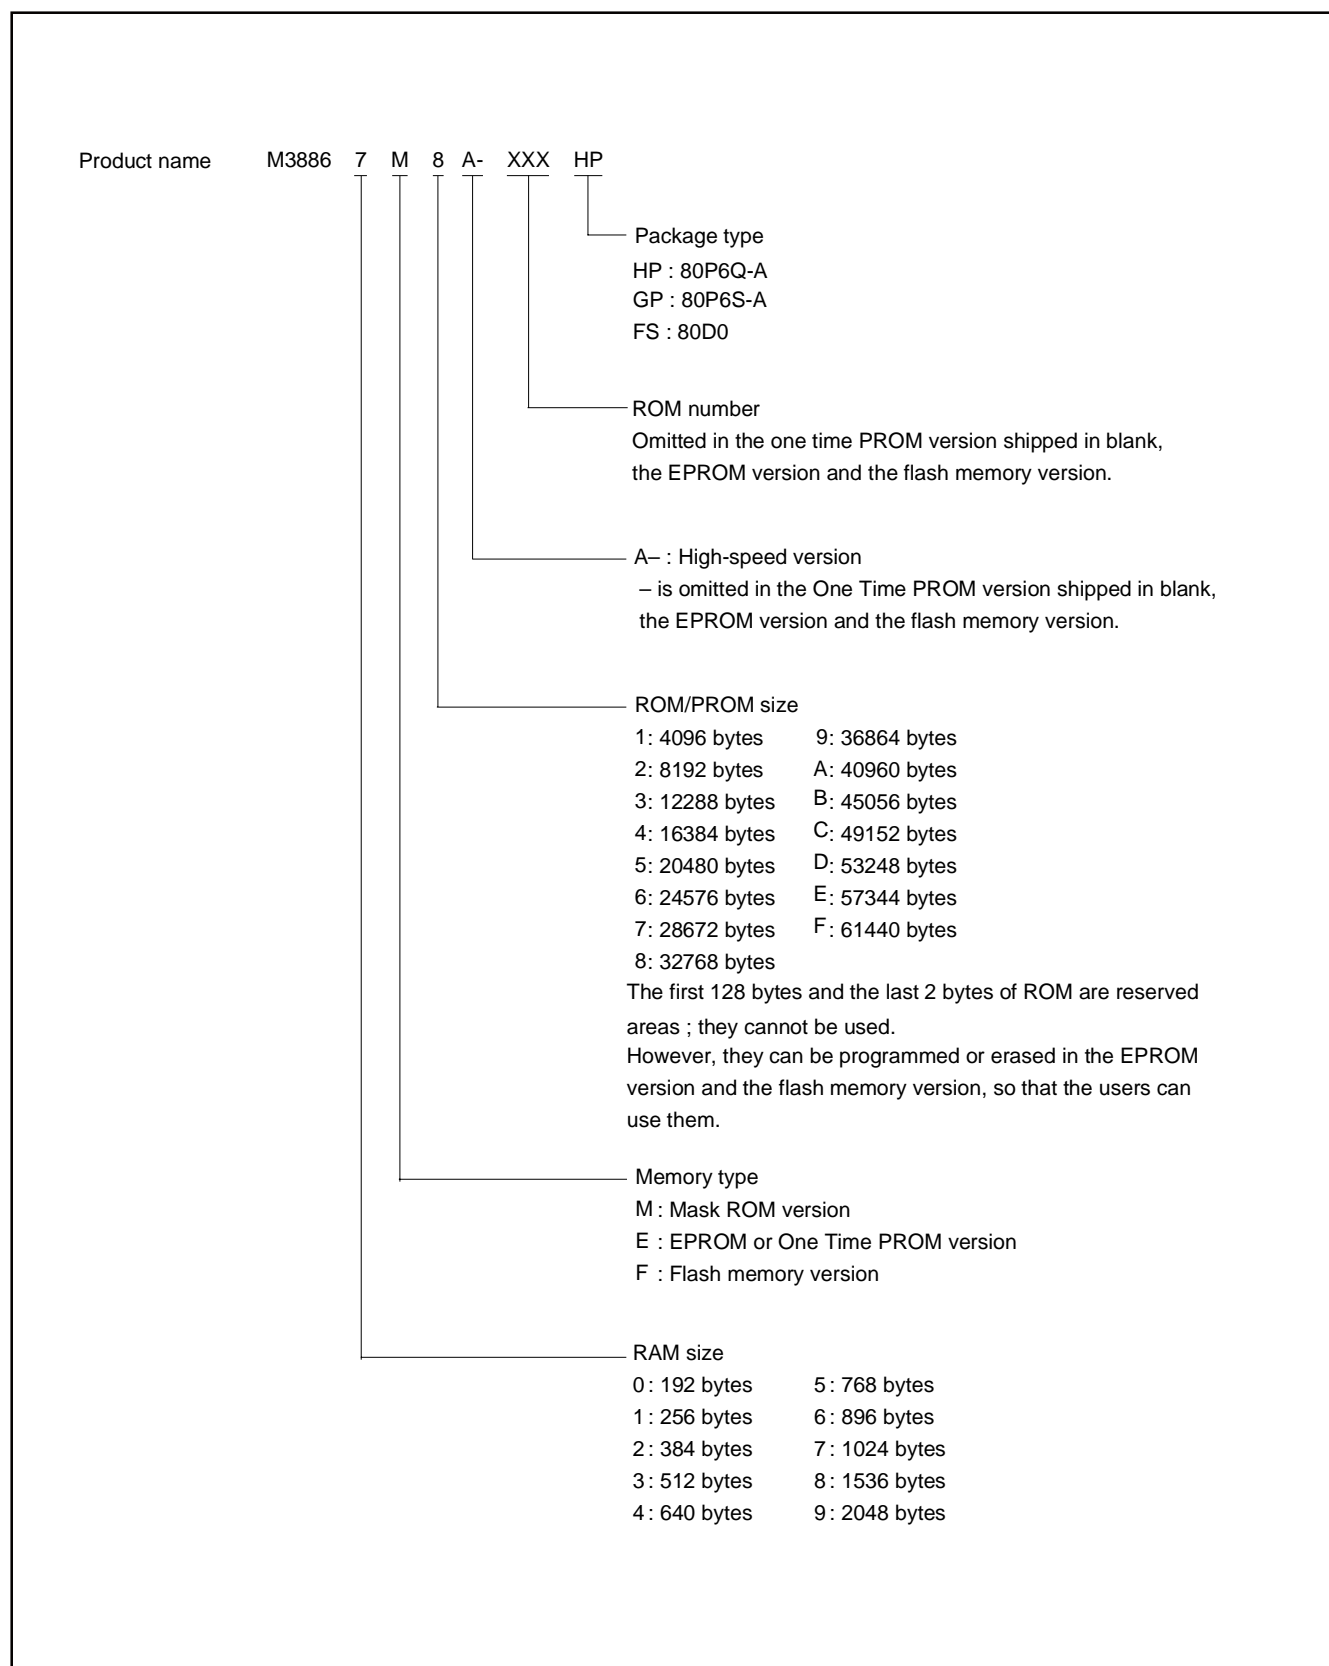 Product name M3886 7 M 8 A- XXX HP
Package type
HP : 80P6Q-A
GP : 80P6S-A
FS : 80D0
ROM number
Omitted in the one time PROM version shipped in blank,
the EPROM version and the flash memory version.
A– : High-speed version
– is omitted in the One Time PROM version shipped in blank,
the EPROM version and the flash memory version.
ROM/PROM size
1: 4096 bytes 9: 36864 bytes
2: 8192 bytes A: 40960 bytes
3: 12288 bytes B: 45056 bytes
4: 16384 bytes C: 49152 bytes
5: 20480 bytes D: 53248 bytes
6: 24576 bytes E: 57344 bytes
7: 28672 bytes F: 61440 bytes
8: 32768 bytes
The first 128 bytes and the last 2 bytes of ROM are reserved
areas ; they cannot be used.
However, they can be programmed or erased in the EPROM
version and the flash memory version, so that the users can
use them.
Memory type
M : Mask ROM version
E : EPROM or One Time PROM version
F : Flash memory version
RAM size
0 : 192 bytes 5 : 768 bytes
1 : 256 bytes 6 : 896 bytes
2 : 384 bytes 7 : 1024 bytes
3 : 512 bytes 8 : 1536 bytes
4 : 640 bytes 9 : 2048 bytes